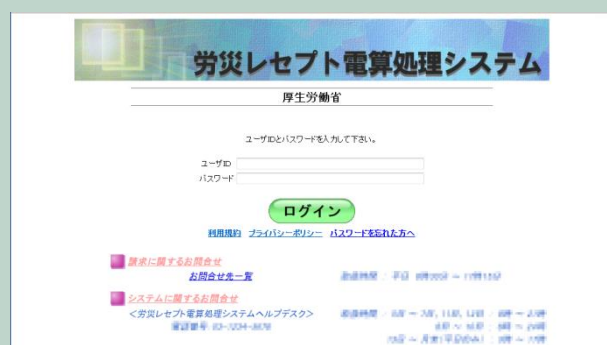 労災レセプト電算処理システム
厚生労働省
ユーザIDとパスワードを入力して下さい。
ユーザID
パスワード
ログイン
利用規約 プライバシーポリシー パスワードを忘れた方へ
請求に関するお問合せ
お問合せ先一覧
システムに関するお問合せ
<労災レセプト電算処理システムヘルプデスク>